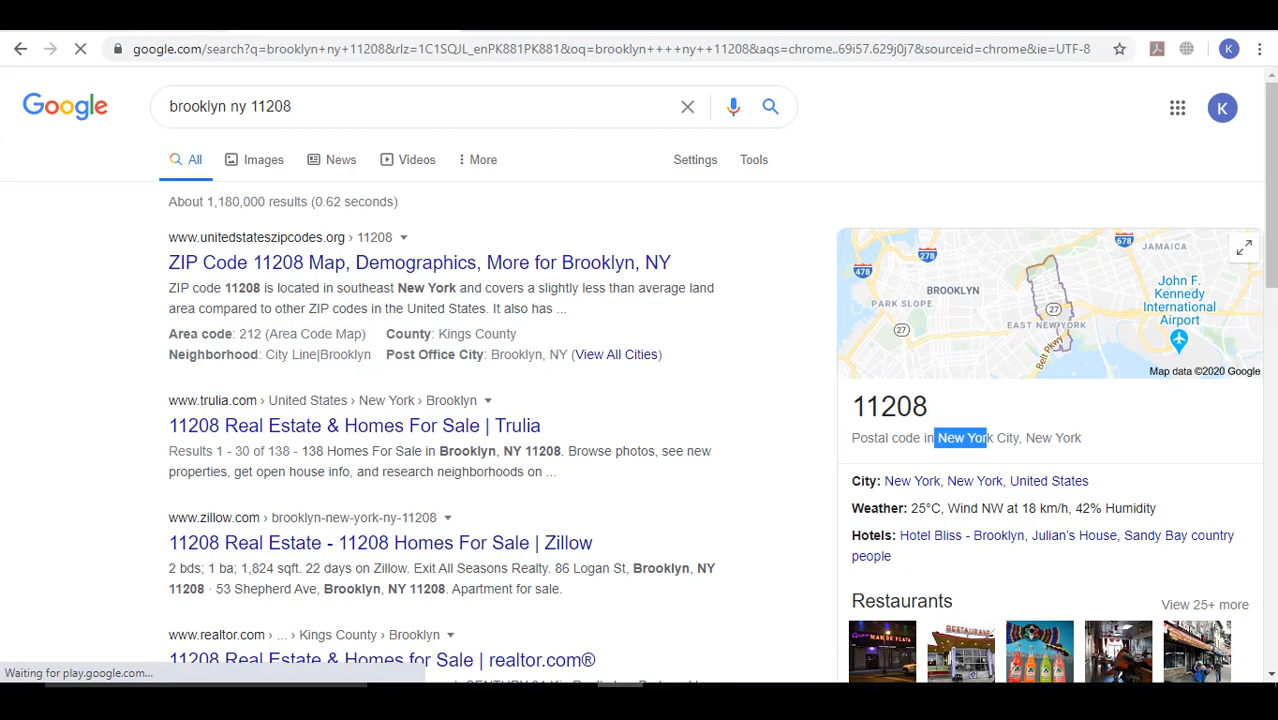 google.com/search?q=brooklyn+ny+11208&rlz=1C1SQJL_enPK881PK881&oq=brooklyn++++ny++11208&aqs=chrome..69i57.629j0j7&sourceid=chrome&ie=UTF-8
K
Google
brooklyn ny 11208
K
All
Images
News
Videos
More
Settings
Tools
About 1,180,000 results (0.62 seconds)
www.unitedstateszipcodes.org › 11208
ZIP Code 11208 Map, Demographics, More for Brooklyn, NY
ZIP code 11208 is located in southeast New York and covers a slightly less than average land
area compared to other ZIP codes in the United States. It also has ...
Area code: 212 (Area Code Map) County: Kings County
Neighborhood: City Line|Brooklyn Post Office City: Brooklyn, NY (View All Cities)
www.trulia.com › United States › New York › Brooklyn
11208 Real Estate & Homes For Sale | Trulia
Results 1 - 30 of 138 - 138 Homes For Sale in Brooklyn, NY 11208. Browse photos, see new
properties, get open house info, and research neighborhoods on ...
www.zillow.com › brooklyn-new-york-ny-11208
11208 Real Estate - 11208 Homes For Sale | Zillow
2 bds; 1 ba; 1,824 sqft. 22 days on Zillow. Exit All Seasons Realty. 86 Logan St, Brooklyn, NY
11208 · 53 Shepherd Ave, Brooklyn, NY 11208. Apartment for sale.
www.realtor.com › ... › Kings County › Brooklyn
11208 Real Estate & Homes for Sale | realtor.com®
Waiting for play.google.com...
678
JAMAICA
278
478
BROOKLYN
John F.
Kennedy
International
Airport
PARK SLOPE
27
EAST NEW YORK
27
Belt Pkwy
Map data ©2020 Google
11208
Postal code in New York City, New York
City: New York, New York, United States
Weather: 25°C, Wind NW at 18 km/h, 42% Humidity
Hotels: Hotel Bliss - Brooklyn, Julian's House, Sandy Bay country
people
Restaurants
View 25+ more